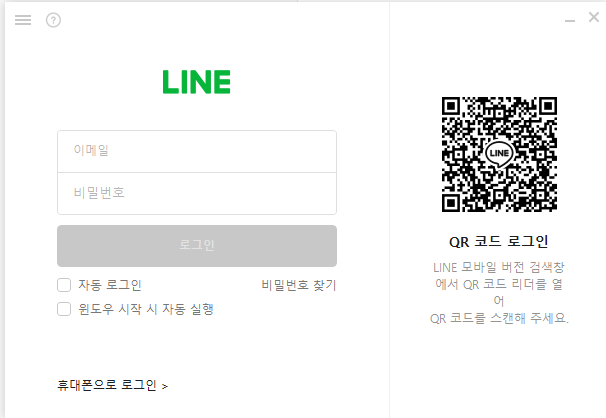 LINE
이메일
비밀번호
로그인
자동 로그인
비밀번호 찾기
윈도우 시작 시 자동 실행
휴대폰으로 로그인 >
LINE
QR 코드 로그인
LINE 모바일 버전 검색창
에서 QR 코드 리더를 열
어
QR 코드를 스캔해 주세요.